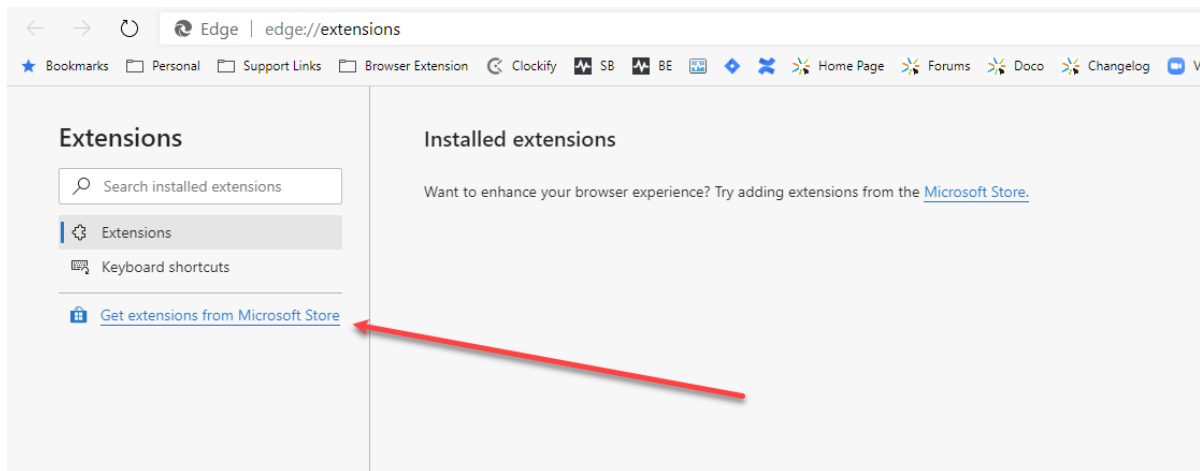 Edge | edge://extensions
Bookmarks Personal Support Links Browser Extension Clockify SB BE Home Page Forums Doco Changelog V
Extensions
Installed extensions
Search installed extensions
Want to enhance your browser experience? Try adding extensions from the Microsoft Store.
Extensions
Keyboard shortcuts
Get extensions from Microsoft Store